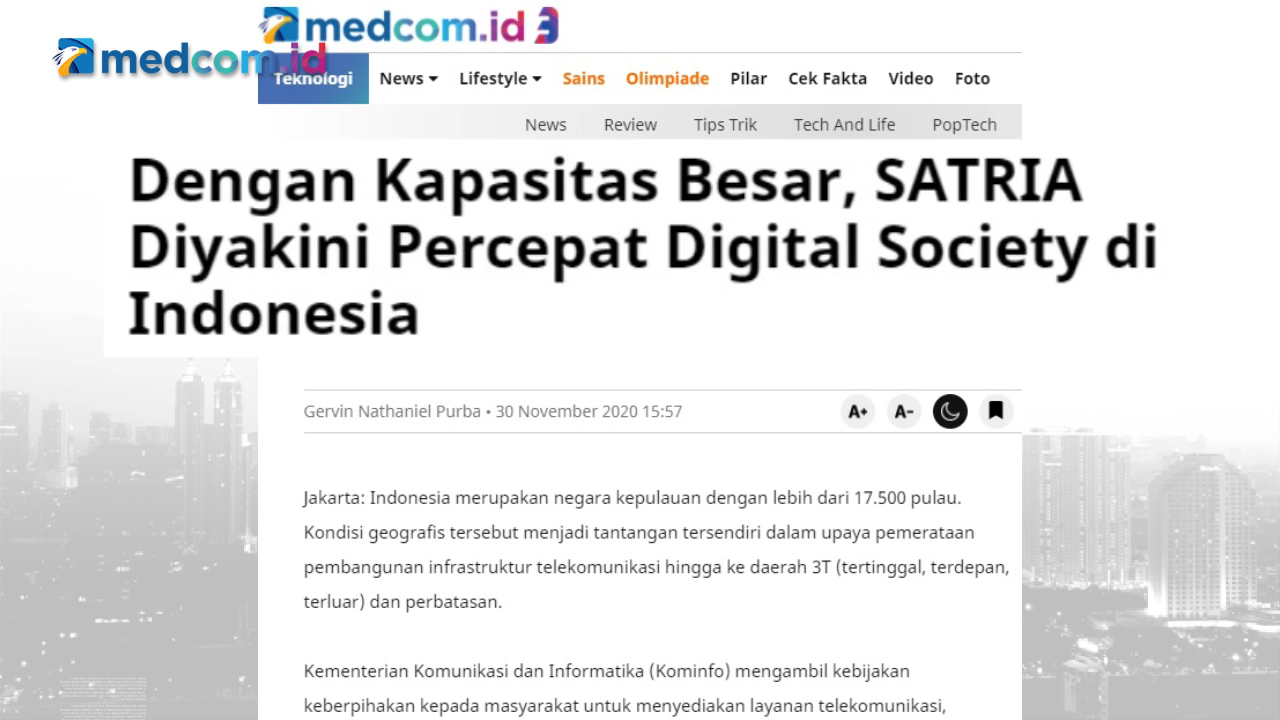 medcom.id
medcom.id
Teknologi News Lifestyle Sains Olimpiade Pilar Cek Fakta Video Foto
News Review Tips Trik Tech And Life PopTech
Dengan Kapasitas Besar, SATRIA
Diyakini Percepat Digital Society di
Indonesia
Gervin Nathaniel Purba • 30 November 2020 15:57
A+ A-
Jakarta: Indonesia merupakan negara kepulauan dengan lebih dari 17.500 pulau.
Kondisi geografis tersebut menjadi tantangan tersendiri dalam upaya pemerataan
pembangunan infrastruktur telekomunikasi hingga ke daerah 3T (tertinggal, terdepan,
terluar) dan perbatasan.
Kementerian Komunikasi dan Informatika (Kominfo) mengambil kebijakan
keberpihakan kepada masyarakat untuk menyediakan layanan telekomunikasi,